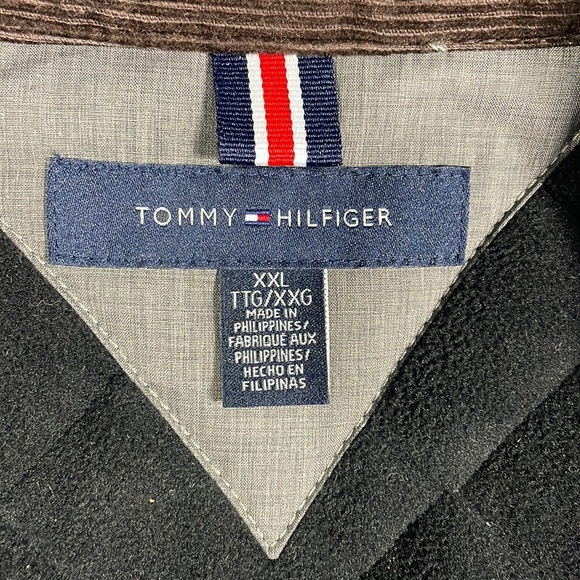 TOMMY HILFIGER
XXL
TTG/XXG
MADE IN
PHILIPPINES/
FABRIQUÉ AUX
PHILIPPINES/
HECHO EN
FILIPINAS